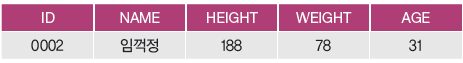 ID NAME HEIGHT WEIGHT AGE
0002 임꺽정 188 78 31